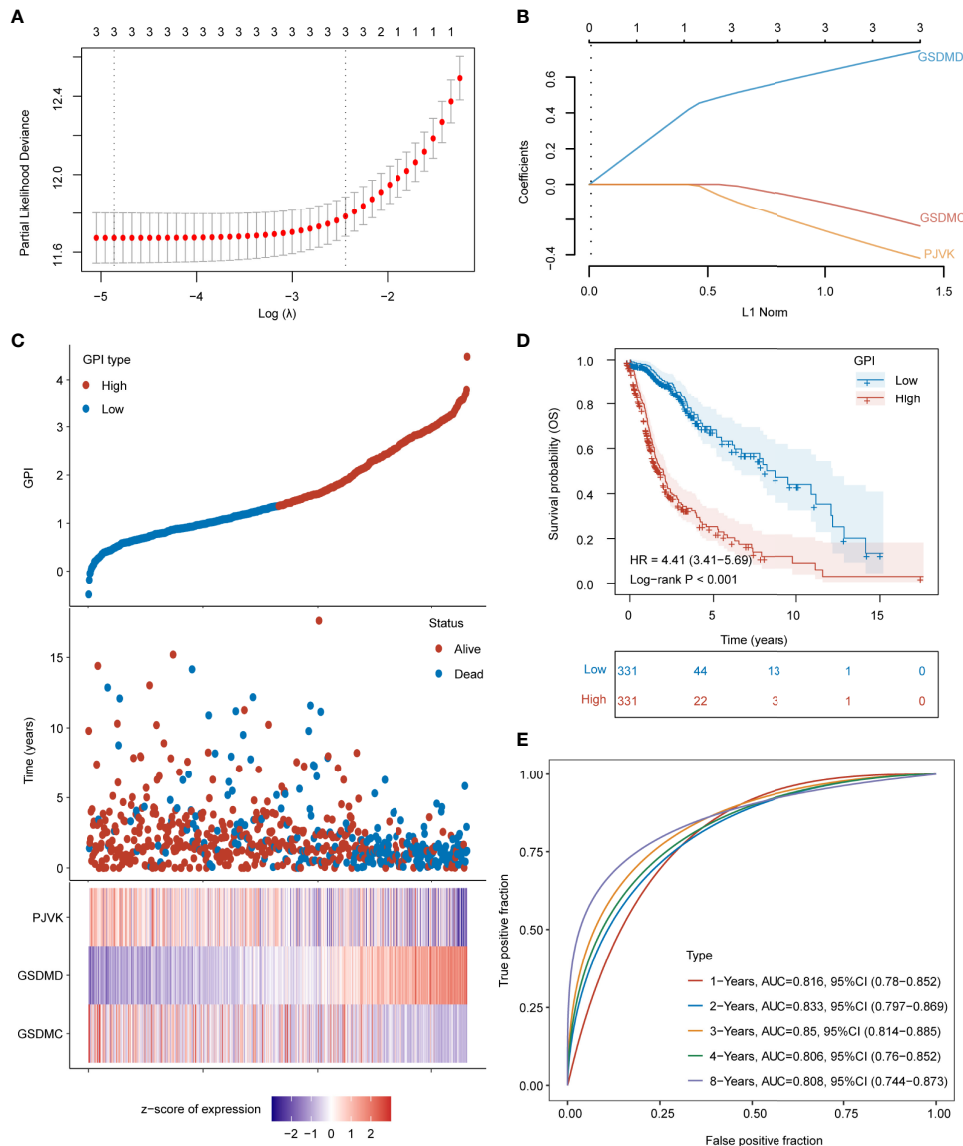 A
3 3 3 3 3 3 3 3 3 3 3 3 3 3 2 1 1 1 1
Partial Likelihood Deviance
12.4
12.0
11.6
−5 −4 −3 −2
Log (λ)
B
0 1 1 3 3 3 3 3
Coefficients
0.6
0.4
0.2
0.0
−0.2
−0.4
GSDMD
GSDMC
PJVK
0.0 0.5 1.0 1.5
L1 Norm
C
GPI type
High
Low
GPI
4
3
2
1
0
Status
Alive
Dead
Time (years)
15
10
5
0
PJVK
GSDMD
GSDMC
z−score of expression
−2 −1 0 1 2
D
GPI
Low
High
Survival probability (OS)
1.0
0.8
0.6
0.4
0.2
0.0
HR = 4.41 (3.41−5.69)
Log−rank P < 0.001
0 5 10 15
Time (years)
Low 331 44 13 1 0
High 331 22 3 1 0
E
True positive fraction
1.00
0.75
0.50
0.25
0.00
Type
1−Years, AUC=0.816, 95%CI (0.78−0.852)
2−Years, AUC=0.833, 95%CI (0.797−0.869)
3−Years, AUC=0.85, 95%CI (0.814−0.885)
4−Years, AUC=0.806, 95%CI (0.76−0.852)
8−Years, AUC=0.808, 95%CI (0.744−0.873)
0.00 0.25 0.50 0.75 1.00
False positive fraction